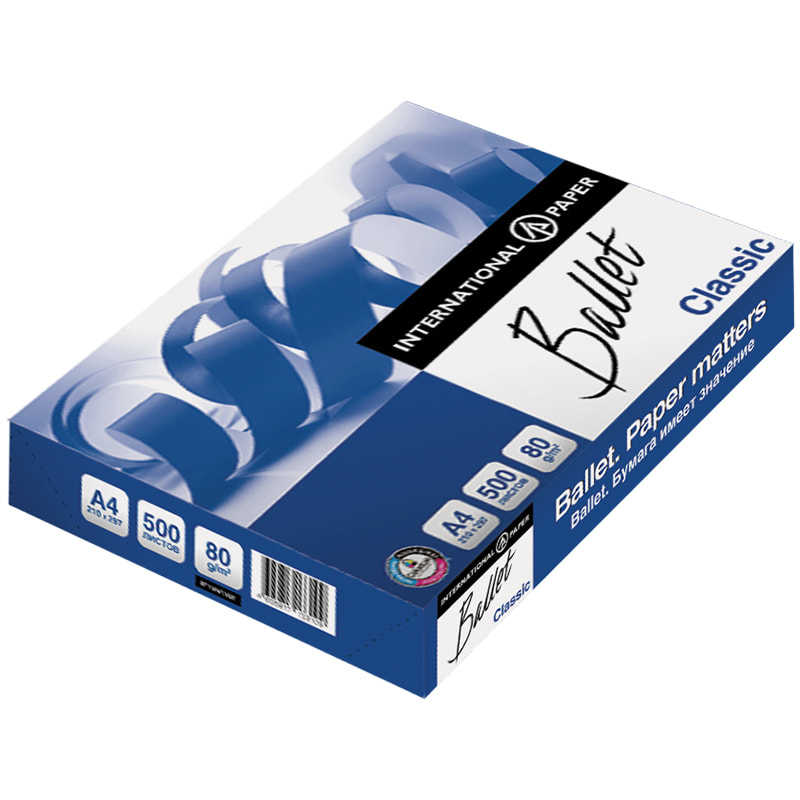 INTERNATIONAL PAPER
Ballet
Classic
A4
210 x 297
500
ЛИСТОВ
80
g/m²
Ballet. Paper matters
Ballet. Бумага имеет значение
A4
210 x 297
500
ЛИСТОВ
80
g/m²
INTERNATIONAL PAPER
Ballet
Classic